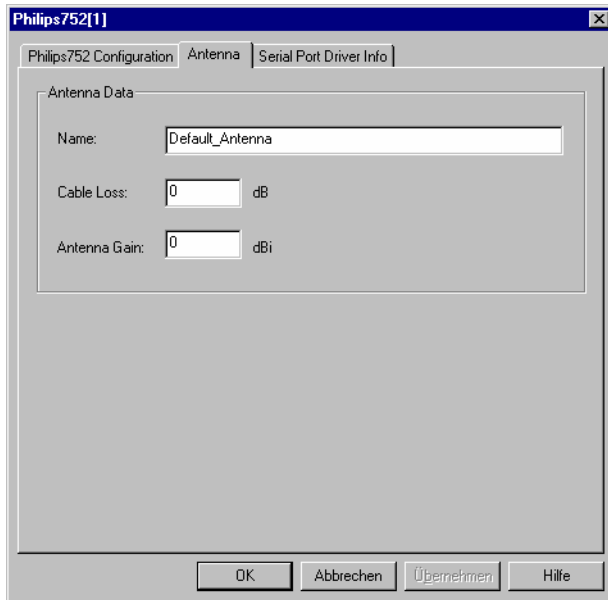 Philips752[1]
Philips752 Configuration Antenna Serial Port Driver Info
Antenna Data
Name: Default_Antenna
Cable Loss: 0 dB
Antenna Gain: 0 dBi
OK Abbrechen Übernehmen Hilfe